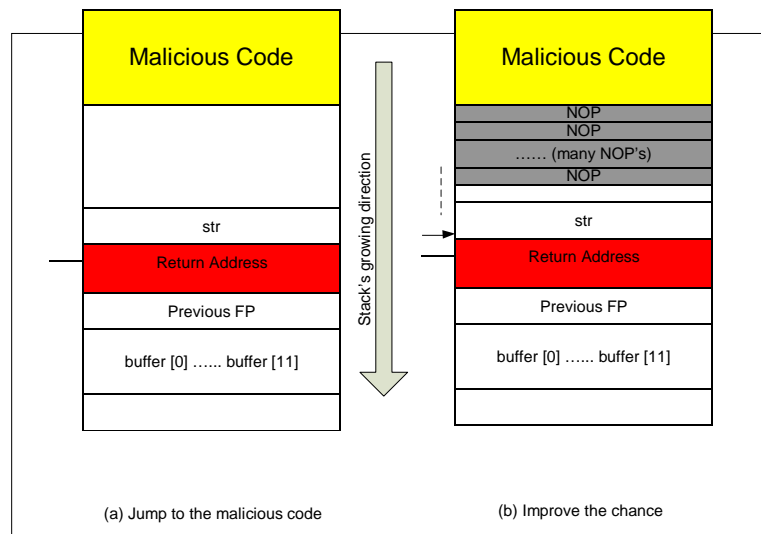 Malicious Code
str
Return Address
Previous FP
buffer [0] …... buffer [11]
(a) Jump to the malicious code
Stack's growing direction
Malicious Code
NOP
NOP
…... (many NOP's)
NOP
str
Return Address
Previous FP
buffer [0] …... buffer [11]
(b) Improve the chance